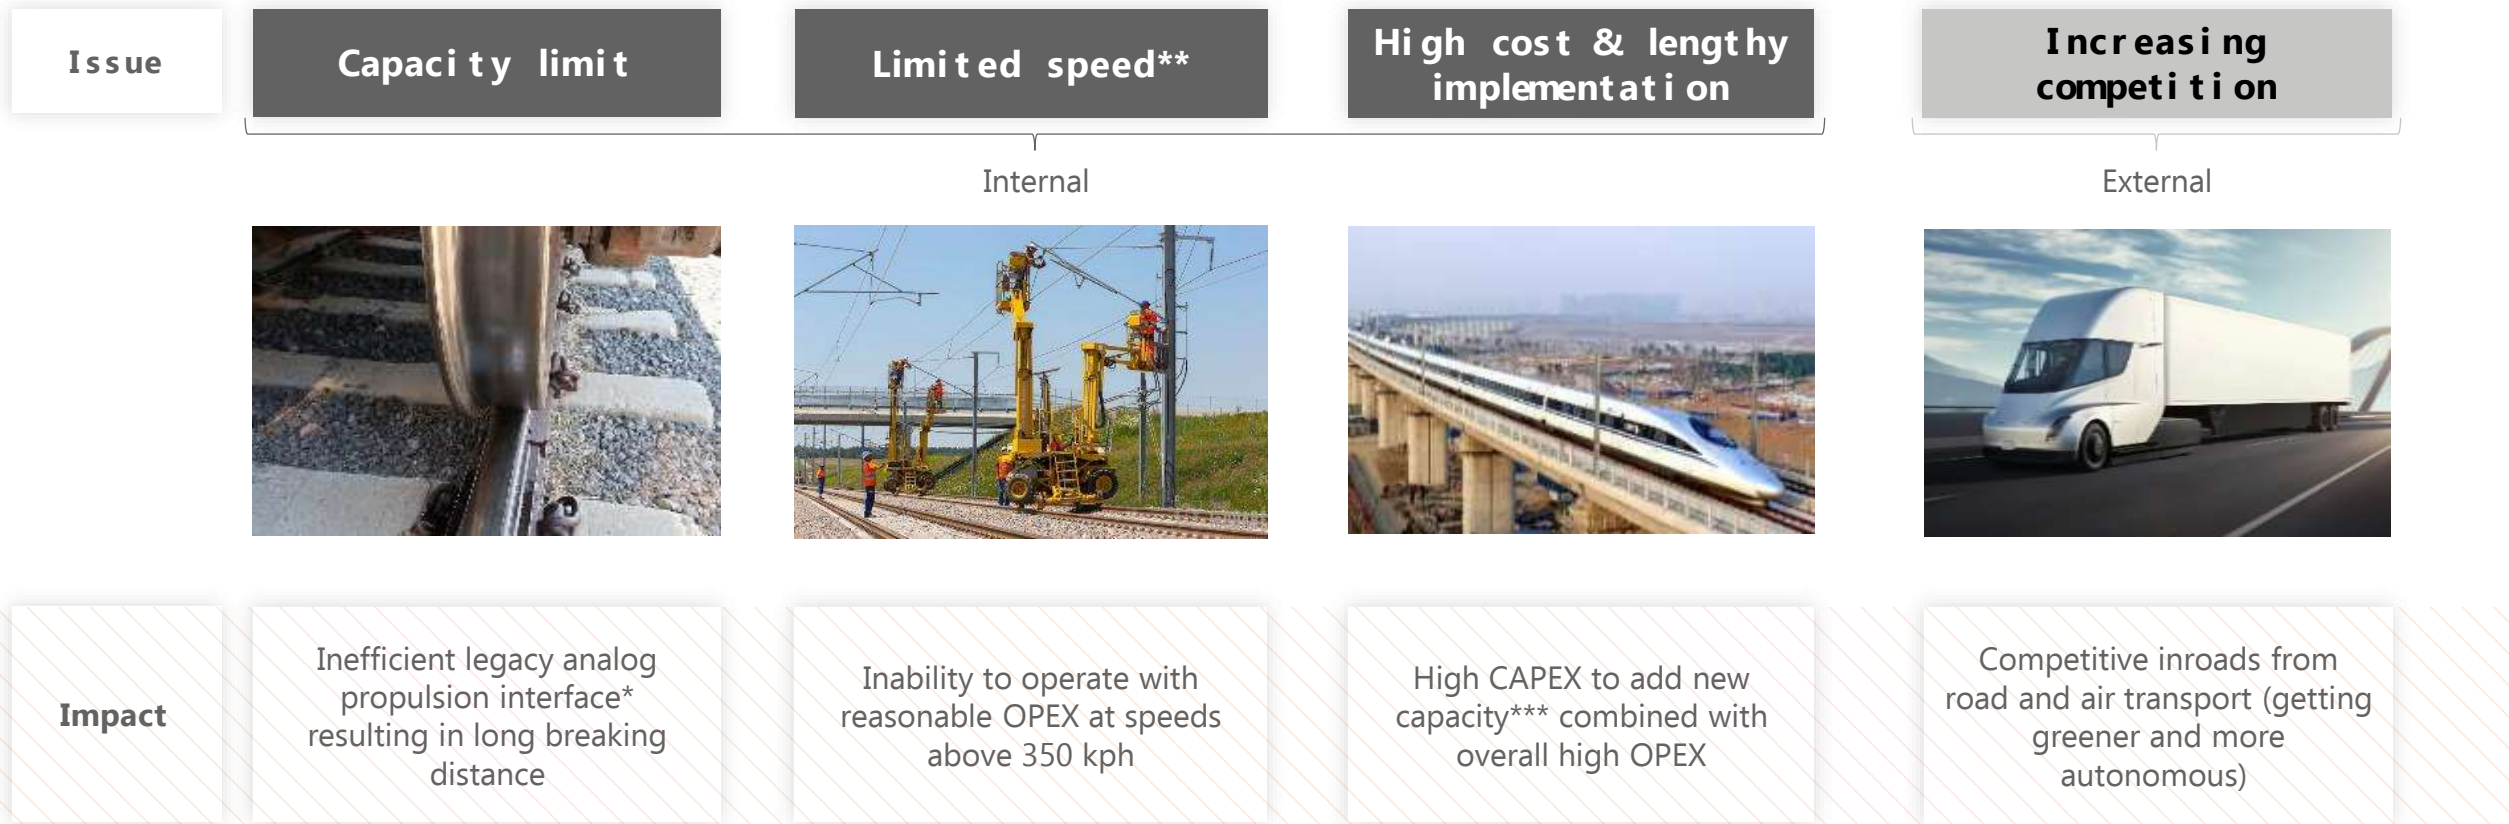 Issue
Capacity limit
Limited speed**
High cost & lengthy
implementation
Increasing
competition
Internal
External
Impact
Inefficient legacy analog
propulsion interface*
resulting in long breaking
distance
Inability to operate with
reasonable OPEX at speeds
above 350 kph
High CAPEX to add new
capacity*** combined with
overall high OPEX
Competitive inroads from
road and air transport (getting
greener and more
autonomous)